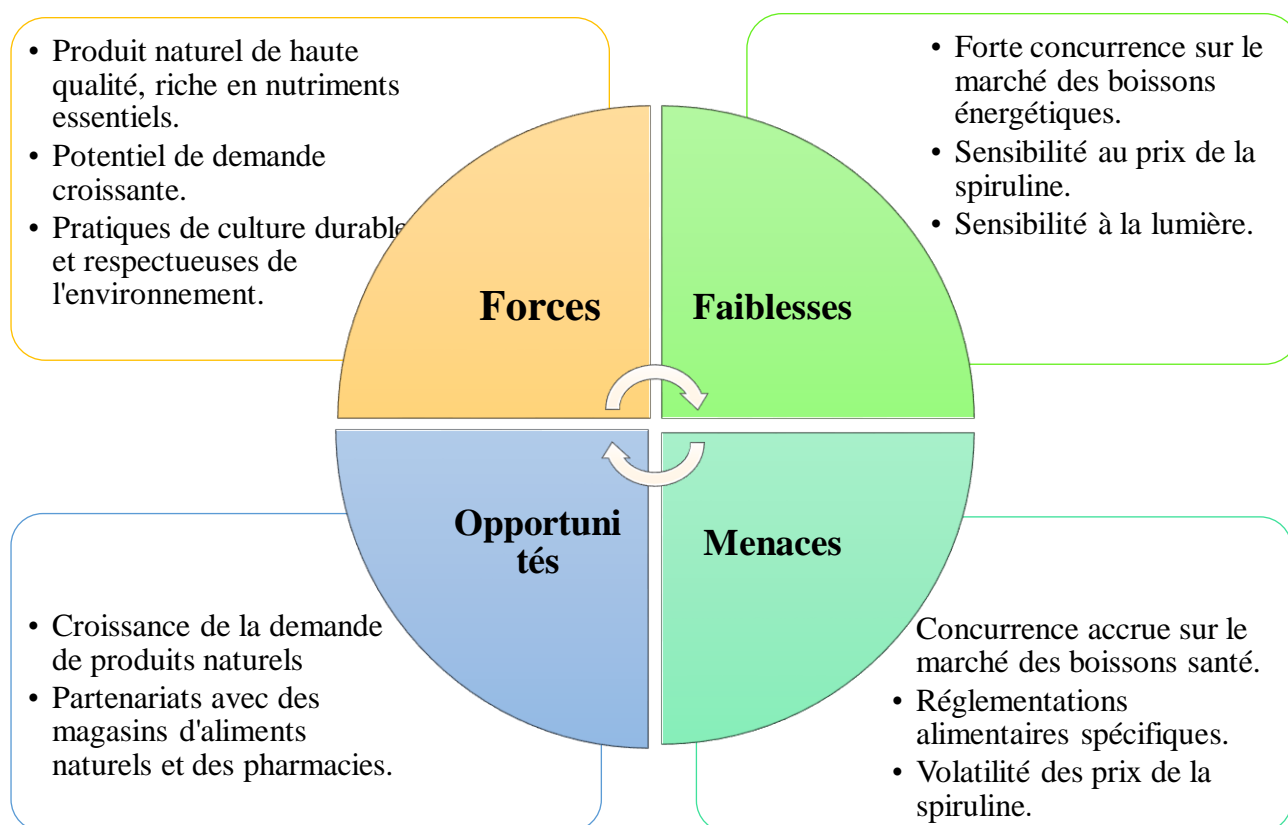 • Produit naturel de haute
qualité, riche en nutriments
essentiels.
• Potentiel de demande
croissante.
• Pratiques de culture durable
et respectueuses de
l'environnement.
• Forte concurrence sur le
marché des boissons
énergétiques.
• Sensibilité au prix de la
spiruline.
• Sensibilité à la lumière.
Forces
Faiblesses
Opportuni
tés
Menaces
• Croissance de la demande
de produits naturels
• Partenariats avec des
magasins d'aliments
naturels et des pharmacies.
Concurrence accrue sur le
marché des boissons santé.
• Réglementations
alimentaires spécifiques.
• Volatilité des prix de la
spiruline.